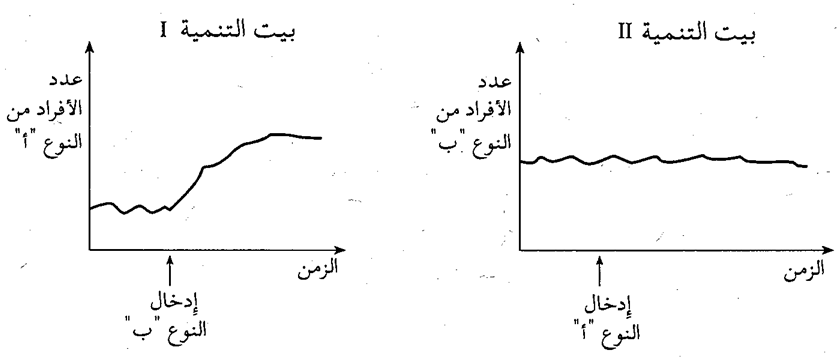 بيت التنمية I
عدد
الأفراد من
النوع "أ"
الزمن
إدخال
النوع "ب"
بيت التنمية II
عدد
الأفراد من
النوع "ب"
الزمن
إدخال
النوع "أ"